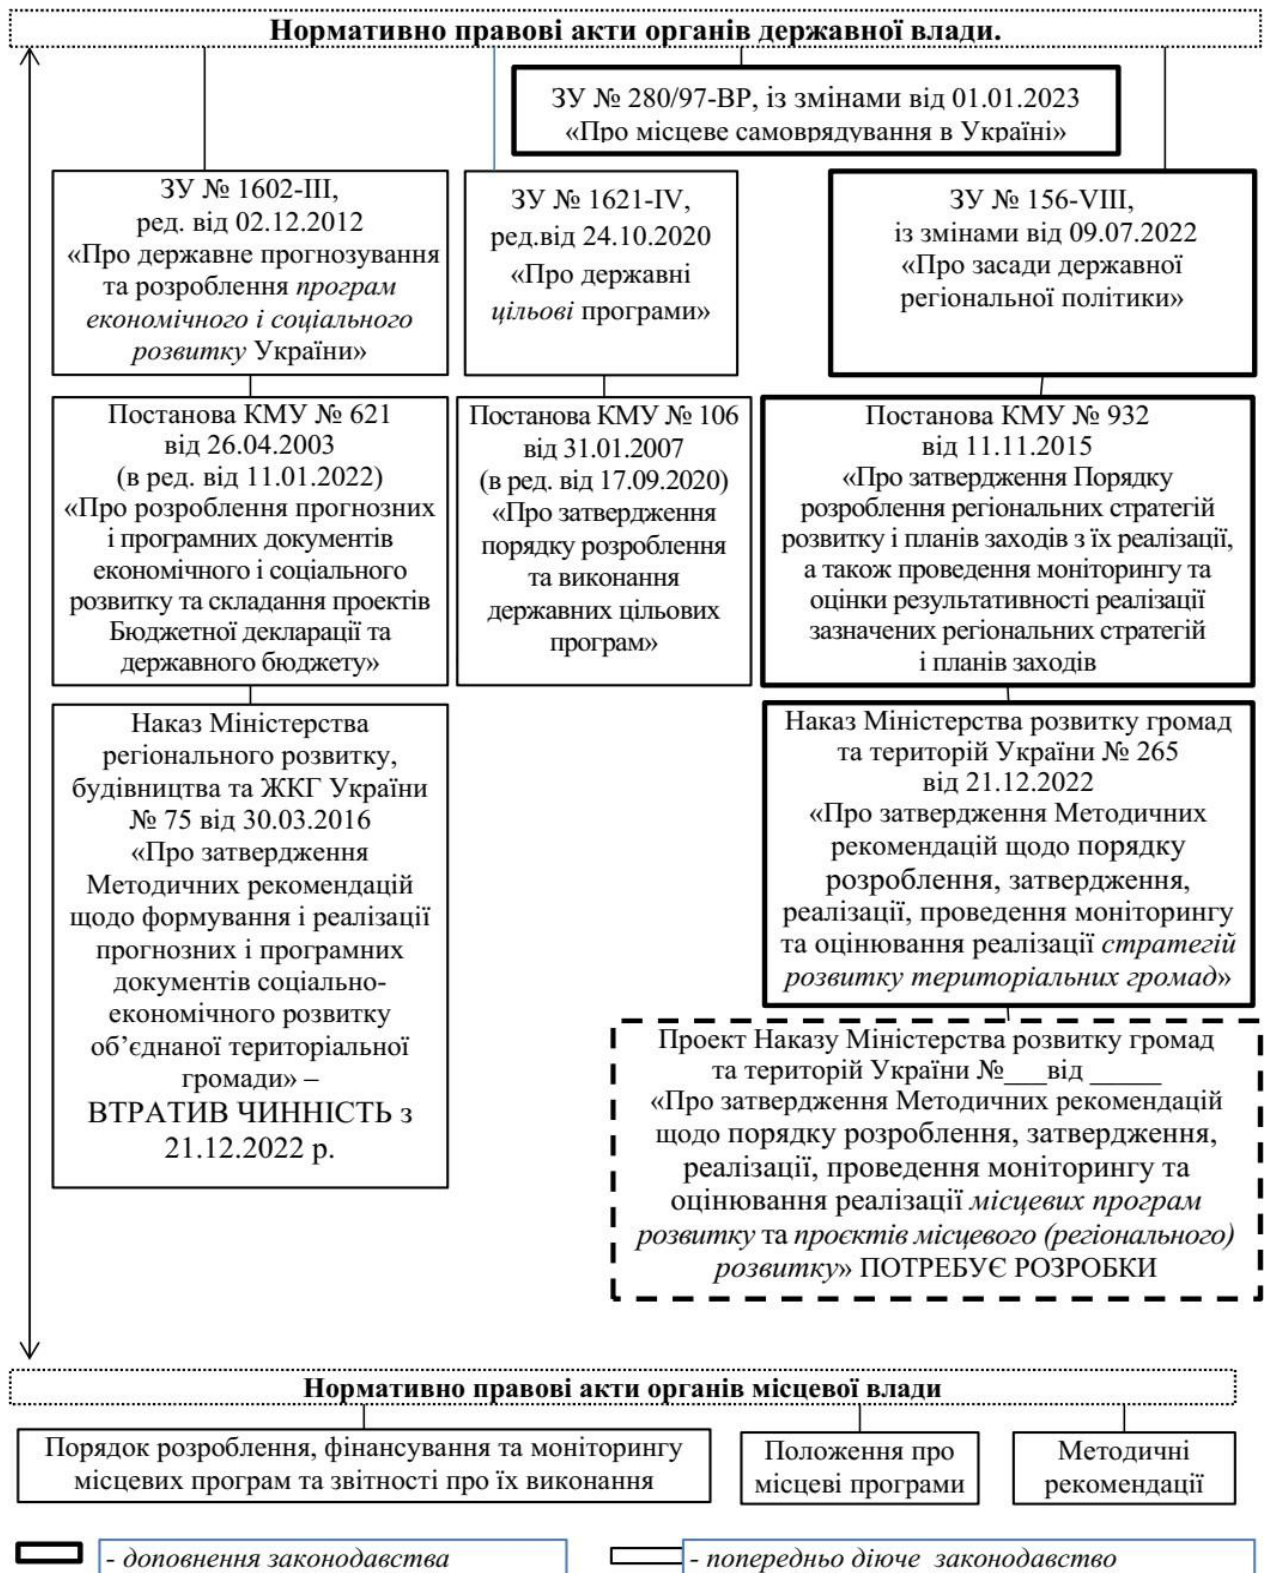 Нормативно правові акти органів державної влади.
ЗУ № 280/97-ВР, із змінами від 01.01.2023
«Про місцеве самоврядування в Україні»
ЗУ № 1602-III,
ред. від 02.12.2012
«Про державне прогнозування
та розроблення програм
економічного і соціального
розвитку України»
ЗУ № 1621-IV,
ред.від 24.10.2020
«Про державні
цільові програми»
ЗУ № 156-VIII,
із змінами від 09.07.2022
«Про засади державної
регіональної політики»
Постанова КМУ № 621
від 26.04.2003
(в ред. від 11.01.2022)
«Про розроблення прогнозних
і програмних документів
економічного і соціального
розвитку та складання проектів
Бюджетної декларації та
державного бюджету»
Постанова КМУ № 106
від 31.01.2007
(в ред. від 17.09.2020)
«Про затвердження
порядку розроблення
та виконання
державних цільових
програм»
Постанова КМУ № 932
від 11.11.2015
«Про затвердження Порядку
розроблення регіональних стратегій
розвитку і планів заходів з їх реалізації,
а також проведення моніторингу та
оцінки результативності реалізації
зазначених регіональних стратегій
і планів заходів
Наказ Міністерства
регіонального розвитку,
будівництва та ЖКГ України
№ 75 від 30.03.2016
«Про затвердження
Методичних рекомендацій
щодо формування і реалізації
прогнозних і програмних
документів соціально-
економічного розвитку
об’єднаної територіальної
громади» –
ВТРАТИВ ЧИННІСТЬ з
21.12.2022 р.
Наказ Міністерства розвитку громад
та територій України № 265
від 21.12.2022
«Про затвердження Методичних
рекомендацій щодо порядку
розроблення, затвердження,
реалізації, проведення моніторингу
та оцінювання реалізації стратегій
розвитку територіальних громад»
Проект Наказу Міністерства розвитку громад
та територій України №___від _____
«Про затвердження Методичних рекомендацій
щодо порядку розроблення, затвердження,
реалізації, проведення моніторингу та
оцінювання реалізації місцевих програм
розвитку та проєктів місцевого (регіонального)
розвитку» ПОТРЕБУЄ РОЗРОБКИ
Нормативно правові акти органів місцевої влади
Порядок розроблення, фінансування та моніторингу
місцевих програм та звітності про їх виконання
Положення про
місцеві програми
Методичні
рекомендації
- доповнення законодавства
- попередньо діюче законодавство